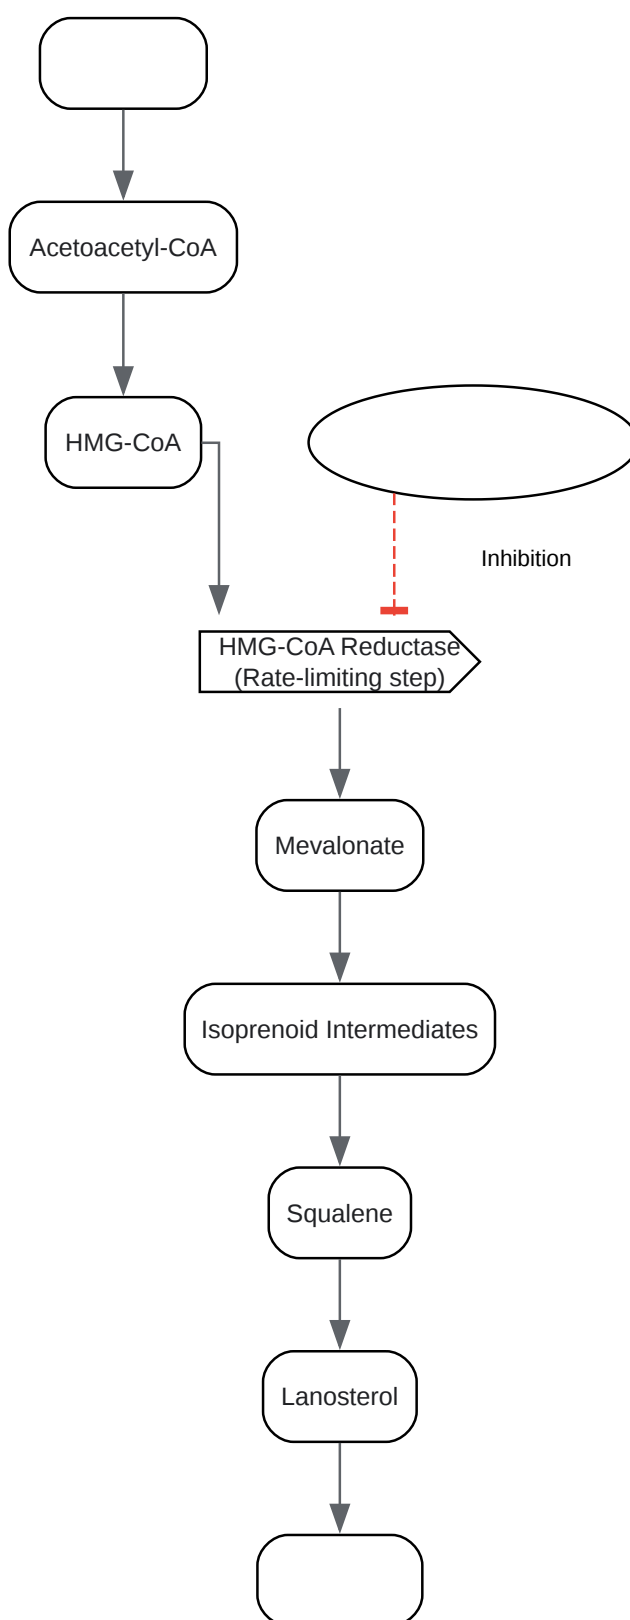 Acetoacetyl-CoA
HMG-CoA
Inhibition
HMG-CoA Reductase
(Rate-limiting step)
Mevalonate
Isoprenoid Intermediates
Squalene
Lanosterol